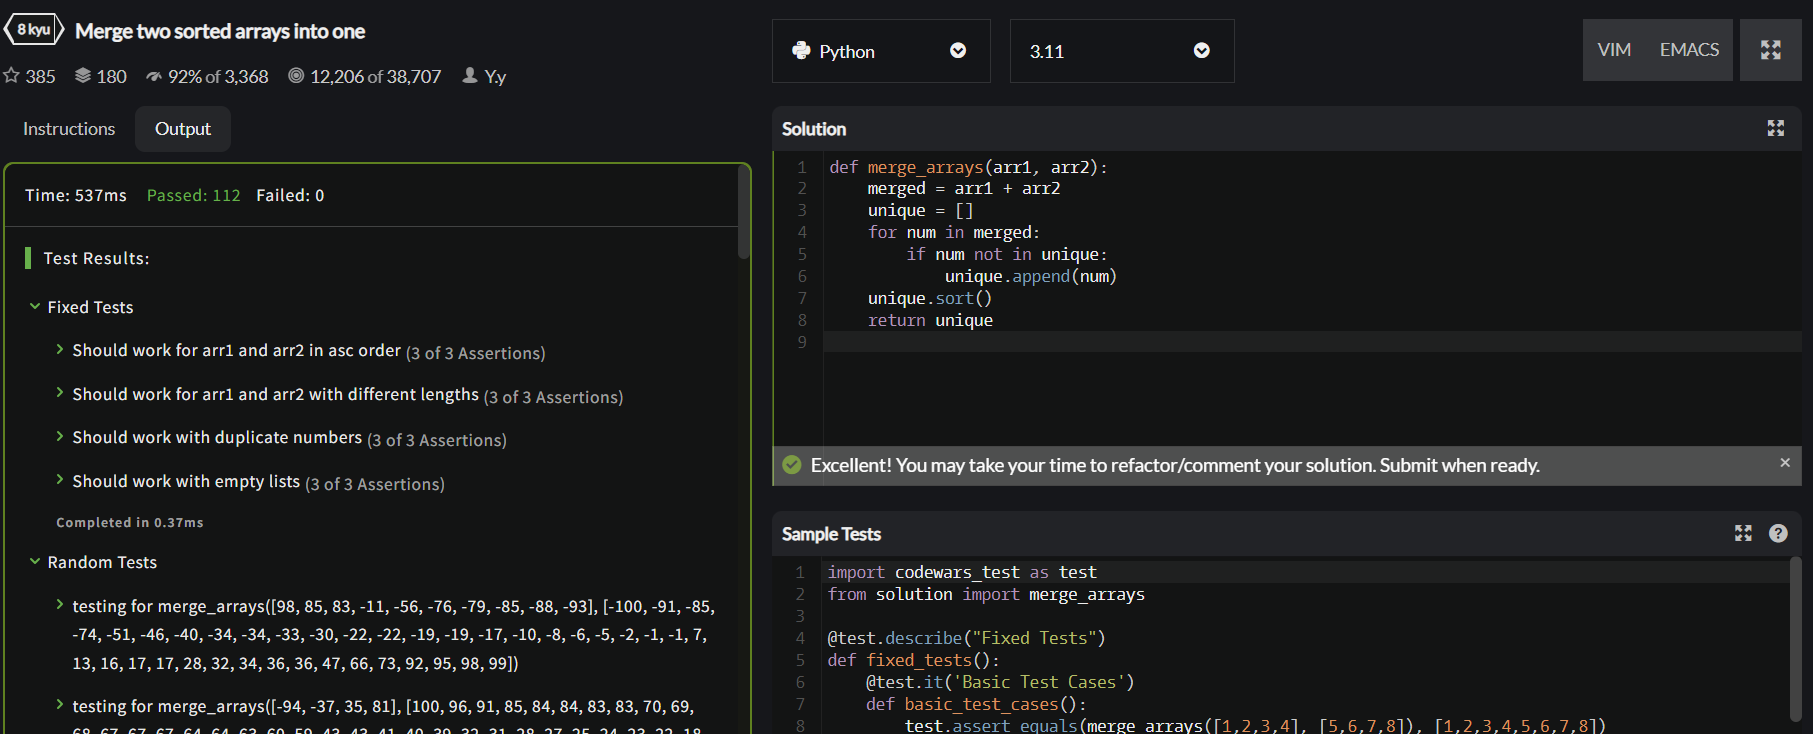 8 kyu
Merge two sorted arrays into one
385 180 92% of 3,368 12,206 of 38,707 Y.y
Instructions
Output
Time: 537ms Passed: 112 Failed: 0
Test Results:
Fixed Tests
Should work for arr1 and arr2 in asc order (3 of 3 Assertions)
Should work for arr1 and arr2 with different lengths (3 of 3 Assertions)
Should work with duplicate numbers (3 of 3 Assertions)
Should work with empty lists (3 of 3 Assertions)
Completed in 0.37ms
Random Tests
testing for merge_arrays([98, 85, 83, -11, -56, -76, -79, -85, -88, -93], [-100, -91, -85,
-74, -51, -46, -40, -34, -34, -33, -30, -22, -22, -19, -19, -17, -10, -8, -6, -5, -2, -1, -1, 7,
13, 16, 17, 17, 28, 32, 34, 36, 36, 47, 66, 73, 92, 95, 98, 99])
testing for merge_arrays([-94, -37, 35, 81], [100, 96, 91, 85, 84, 84, 83, 83, 70, 69,
Python
3.11
VIM EMACS
Solution
1 def merge_arrays(arr1, arr2):
2 merged = arr1 + arr2
3 unique = []
4 for num in merged:
5 if num not in unique:
6 unique.append(num)
7 unique.sort()
8 return unique
9
Excellent! You may take your time to refactor/comment your solution. Submit when ready.
Sample Tests
1 import codewars_test as test
2 from solution import merge_arrays
3
4 @test.describe("Fixed Tests")
5 def fixed_tests():
6 @test.it('Basic Test Cases')
7 def basic_test_cases():
8 test.assert_equals(merge_arrays([1,2,3,4], [5,6,7,8]), [1,2,3,4,5,6,7,8])